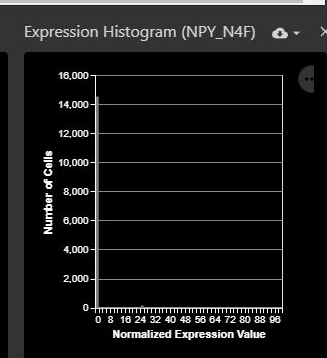 Expression Histogram (NPY_N4F)
16,000
14,000
12,000
10,000
8,000
6,000
4,000
2,000
0
Number of Cells
0 8 16 24 32 40 48 56 64 72 80 88 96
Normalized Expression Value